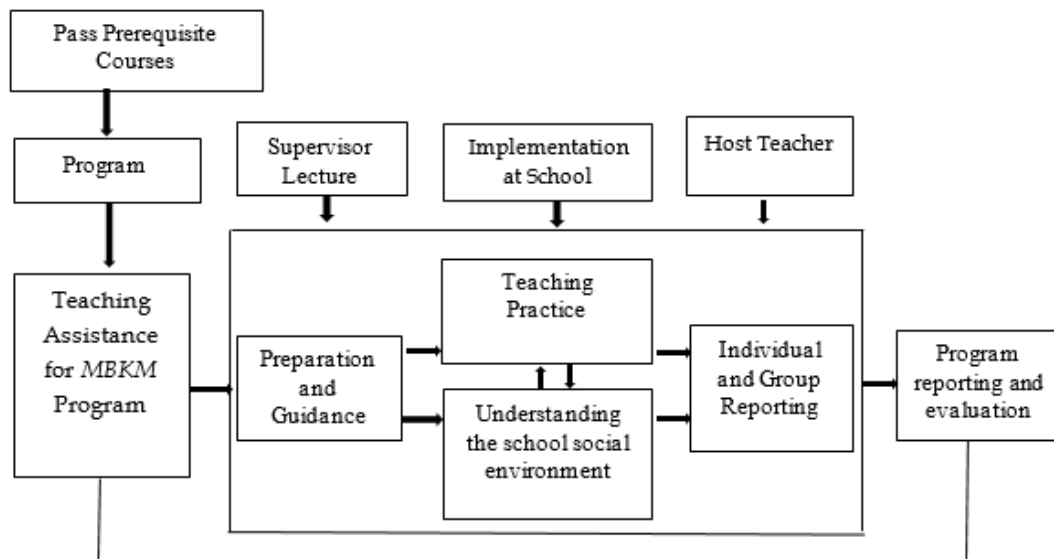 Pass Prerequisite
Courses
Program
Supervisor
Lecture
Implementation
at School
Host Teacher
Teaching
Assistance
for MBKM
Program
Preparation
and
Guidance
Teaching
Practice
Understanding
the school social
environment
Individual
and Group
Reporting
Program
reporting and
evaluation